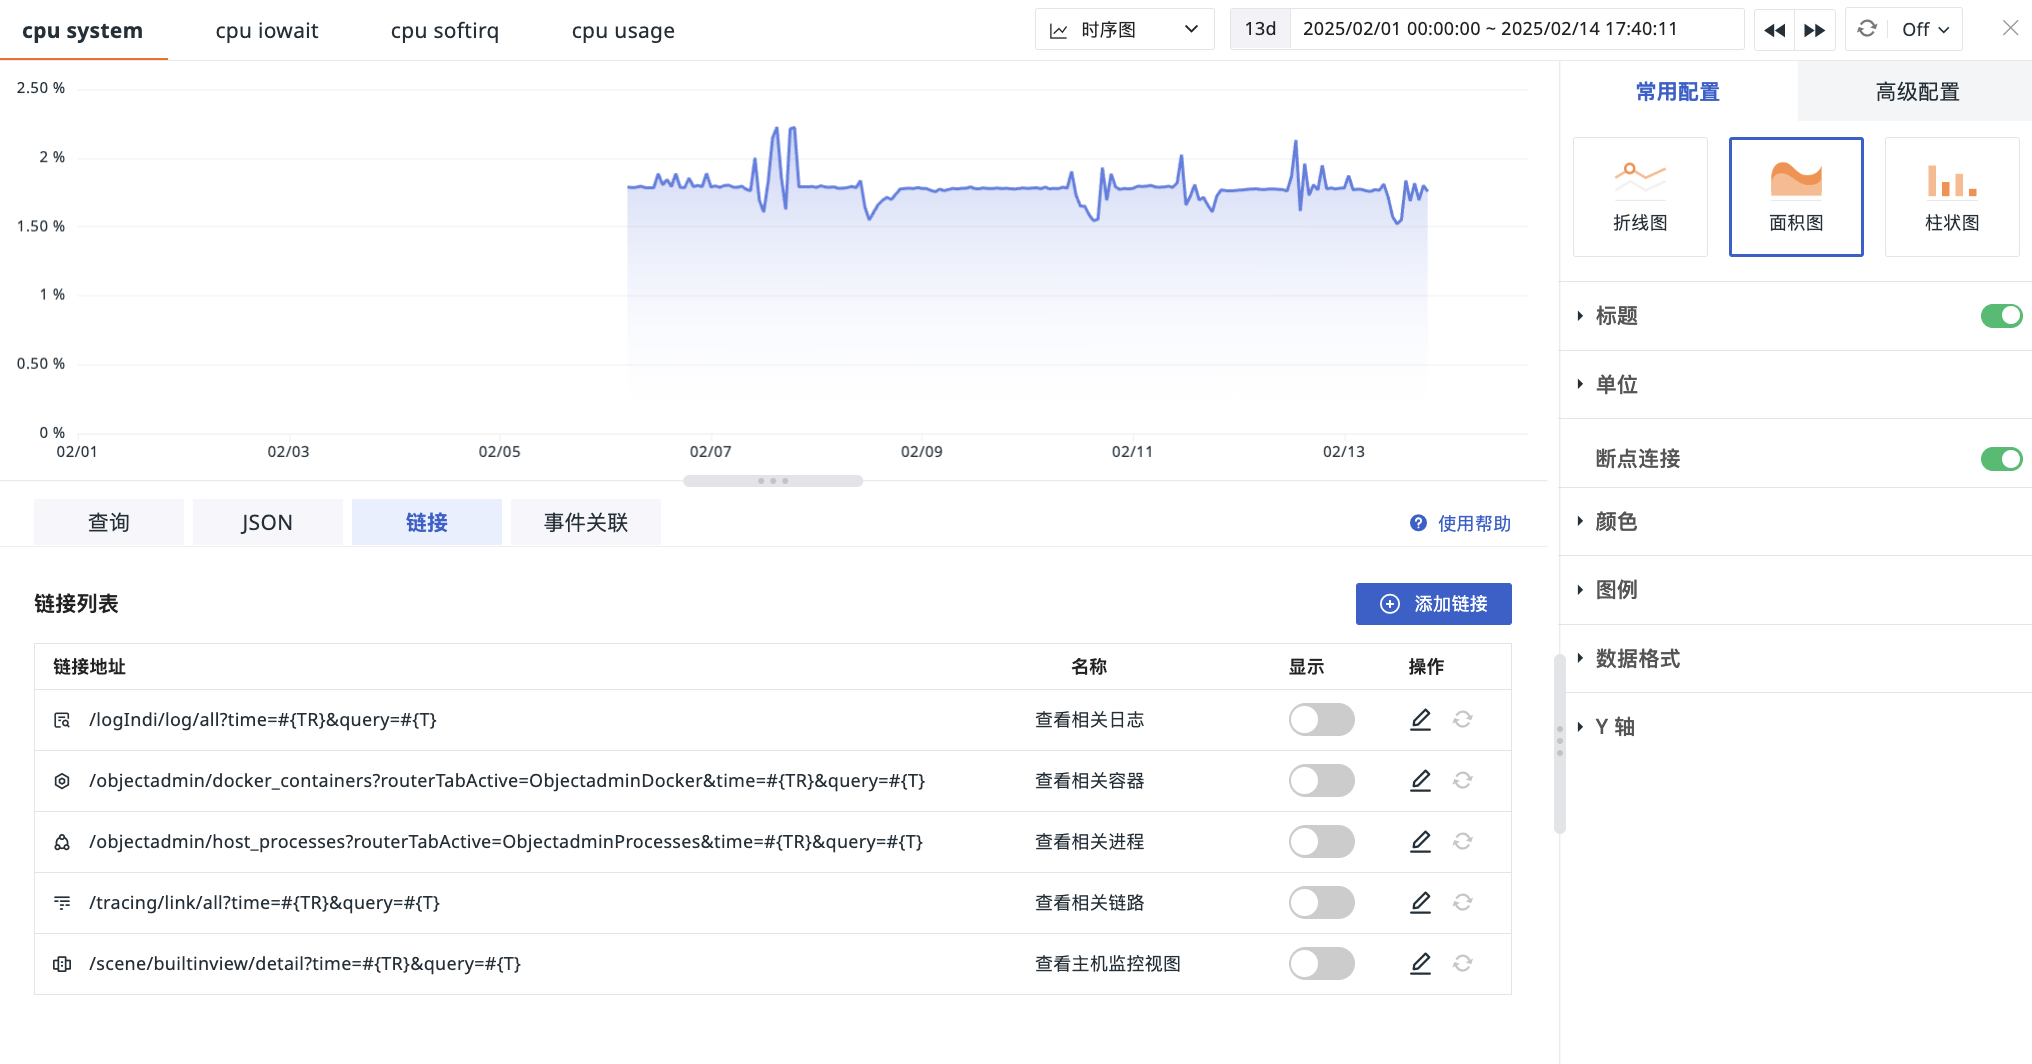 cpu system
cpu iowait
cpu softirq
cpu usage
时序图
13d
2025/02/01 00:00:00 ~ 2025/02/14 17:40:11
Off
2.50 %
2 %
1.50 %
1 %
0.50 %
0 %
02/01
02/03
02/05
02/07
02/09
02/11
02/13
查询
JSON
链接
事件关联
使用帮助
链接列表
添加链接
链接地址 名称 显示 操作
/logIndi/log/all?time=#{TR}&query=#{T} 查看相关日志
/objectadmin/docker_containers?routerTabActive=ObjectadminDocker&time=#{TR}&query=#{T} 查看相关容器
/objectadmin/host_processes?routerTabActive=ObjectadminProcesses&time=#{TR}&query=#{T} 查看相关进程
/tracing/link/all?time=#{TR}&query=#{T} 查看相关链路
/scene/builtinview/detail?time=#{TR}&query=#{T} 查看主机监控视图
常用配置
高级配置
折线图
面积图
柱状图
标题
单位
断点连接
颜色
图例
数据格式
Y 轴